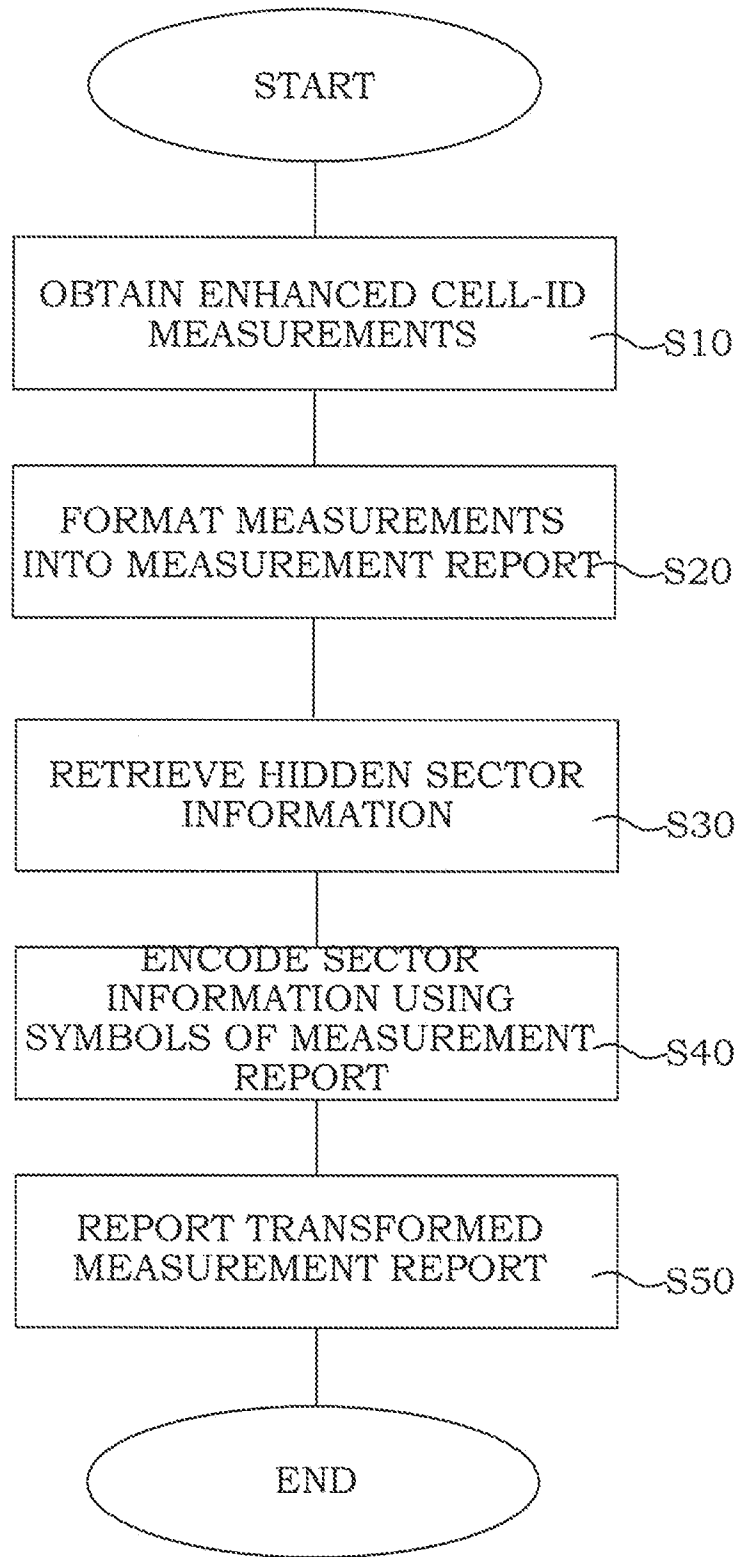 START
OBTAIN ENHANCED CELL-ID
MEASUREMENTS
S10
FORMAT MEASUREMENTS
INTO MEASUREMENT REPORT
S20
RETRIEVE HIDDEN SECTOR
INFORMATION
S30
ENCODE SECTOR
INFORMATION USING
SYMBOLS OF MEASUREMENT
REPORT
S40
REPORT TRANSFORMED
MEASUREMENT REPORT
S50
END